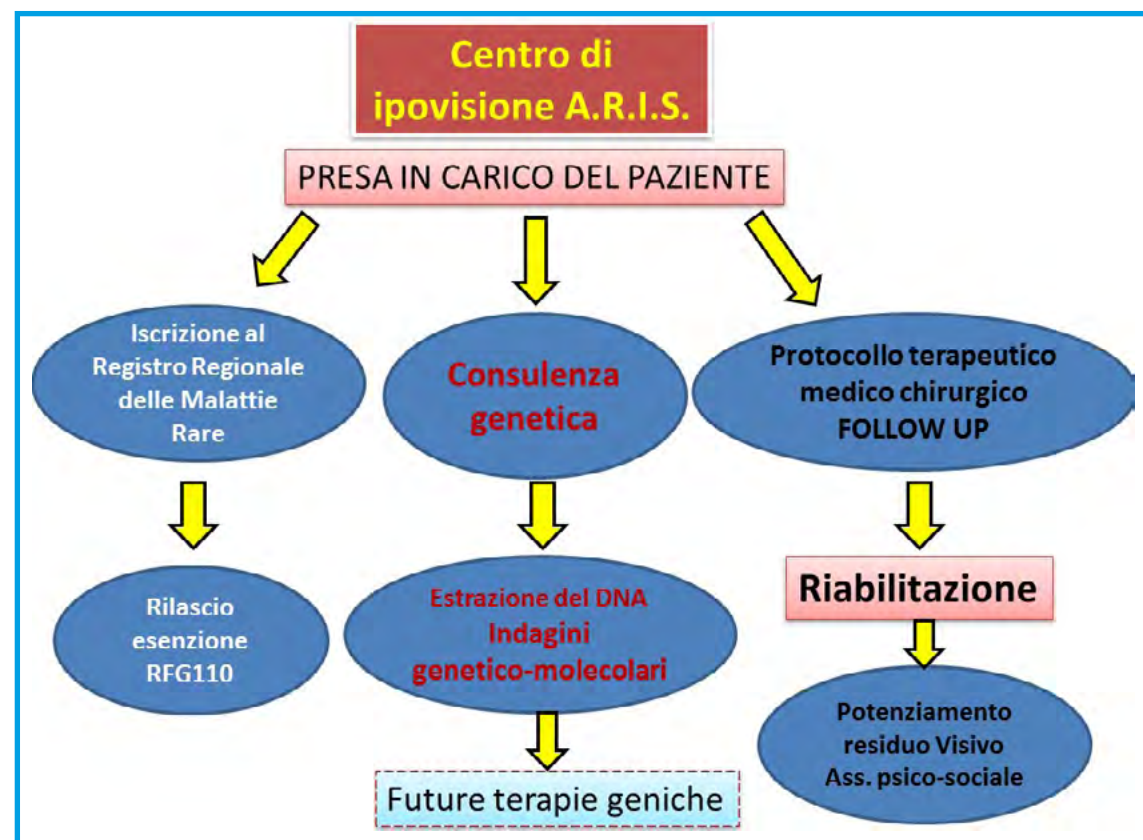 Centro di
ipovisione A.R.I.S.
PRESA IN CARICO DEL PAZIENTE
Iscrizione al
Registro Regionale
delle Malattie
Rare
Consulenza
genetica
Protocollo terapeutico
medico chirurgico
FOLLOW UP
Rilascio
esenzione
RFG110
Estrazione del DNA
Indagini
genetico-molecolari
Riabilitazione
Potenziamento
residuo Visivo
Ass. psico-sociale
Future terapie geniche